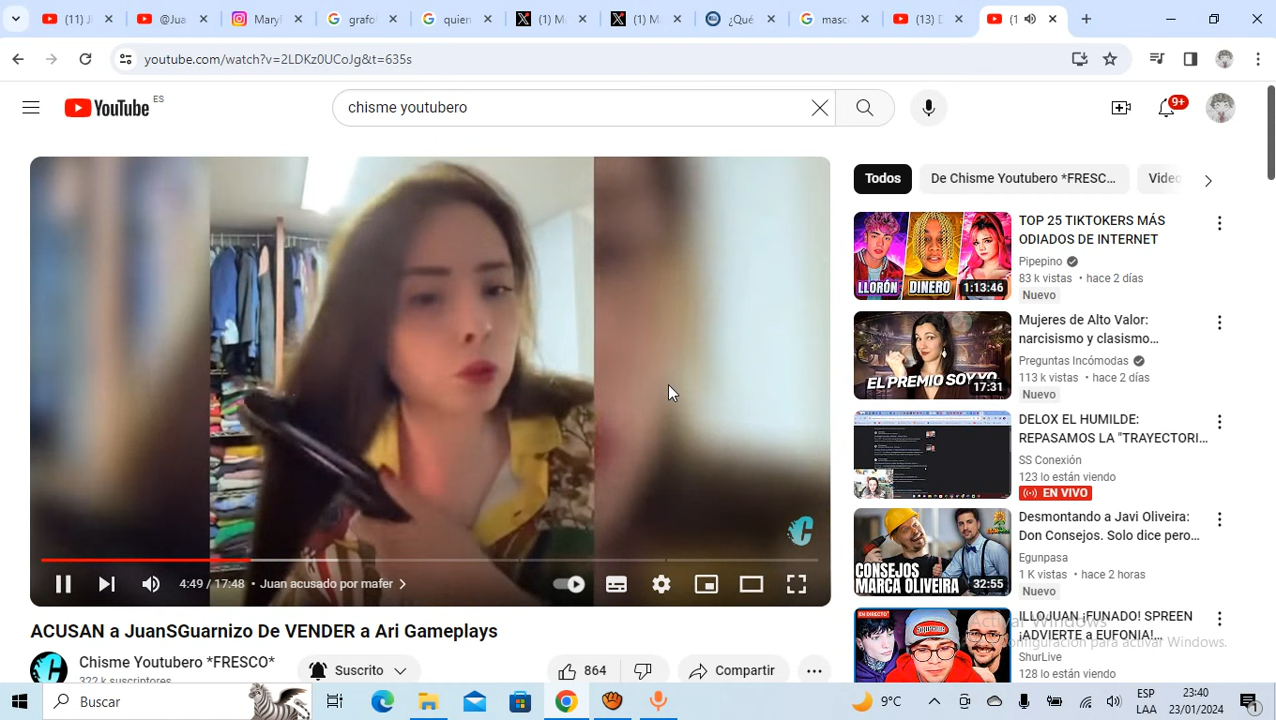 (11)
@Jua
Mary
grafo
quien
(1) M
(1) M
¿Qué
masc
(13) D
(1
youtube.com/watch?v=2LDKz0UCoJg&t=635s
YouTube ES
chisme youtubero
9+
Todos
De Chisme Youtubero *FRESC...
Video
TOP 25 TIKTOKERS MÁS
ODIADOS DE INTERNET
Pipepino
83 k vistas • hace 2 días
Nuevo
LLORÓN
DINERO
1:13:46
Mujeres de Alto Valor:
narcisismo y clasismo...
Preguntas Incómodas
113 k vistas • hace 2 días
Nuevo
EL PREMIO SOY YO
17:31
DELOX EL HUMILDE:
REPASAMOS LA "TRAYECTORI...
SS Conexión
123 lo están viendo
EN VIVO
Desmontando a Javi Oliveira:
Don Consejos. Solo dice pero...
Egunpasa
1 K vistas • hace 2 horas
Nuevo
CONSEJOS
MARCA OLIVEIRA
32:55
ILLOJUAN ¡FUNADO! SPREEN
¡ADVIERTE a EUFONIA!...
ShurLive
128 lo están viendo
EN DIRECTO
4:49 / 17:48 • Juan acusado por mafer
ACUSAN a JuanSGuarnizo De VENDER a Ari Gameplays
Chisme Youtubero *FRESCO*
322 k suscriptores
Suscrito
864
Compartir
Activar Windows
configuración para activar Windows.
Buscar
9°C
ESP
LAA
23:40
23/01/2024
1